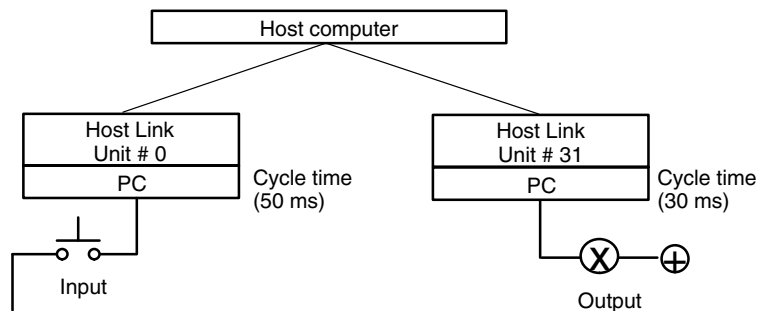 Host computer
Host Link
Unit # 0
PC
Cycle time
(50 ms)
Input
Host Link
Unit # 31
PC
Cycle time
(30 ms)
X
Output